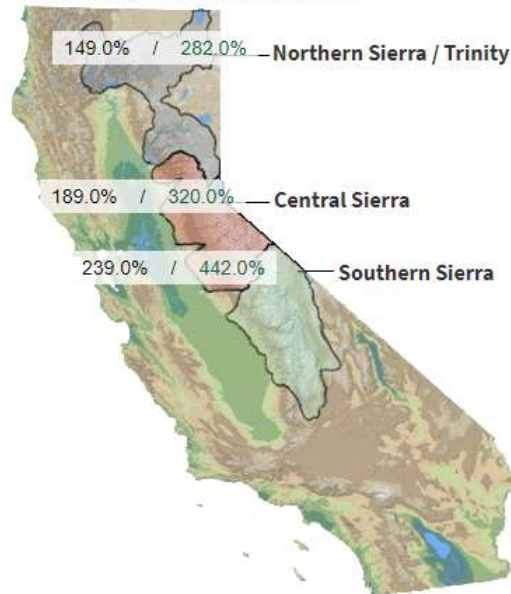 149.0% / 282.0% Northern Sierra / Trinity
189.0% / 320.0% Central Sierra
239.0% / 442.0% Southern Sierra